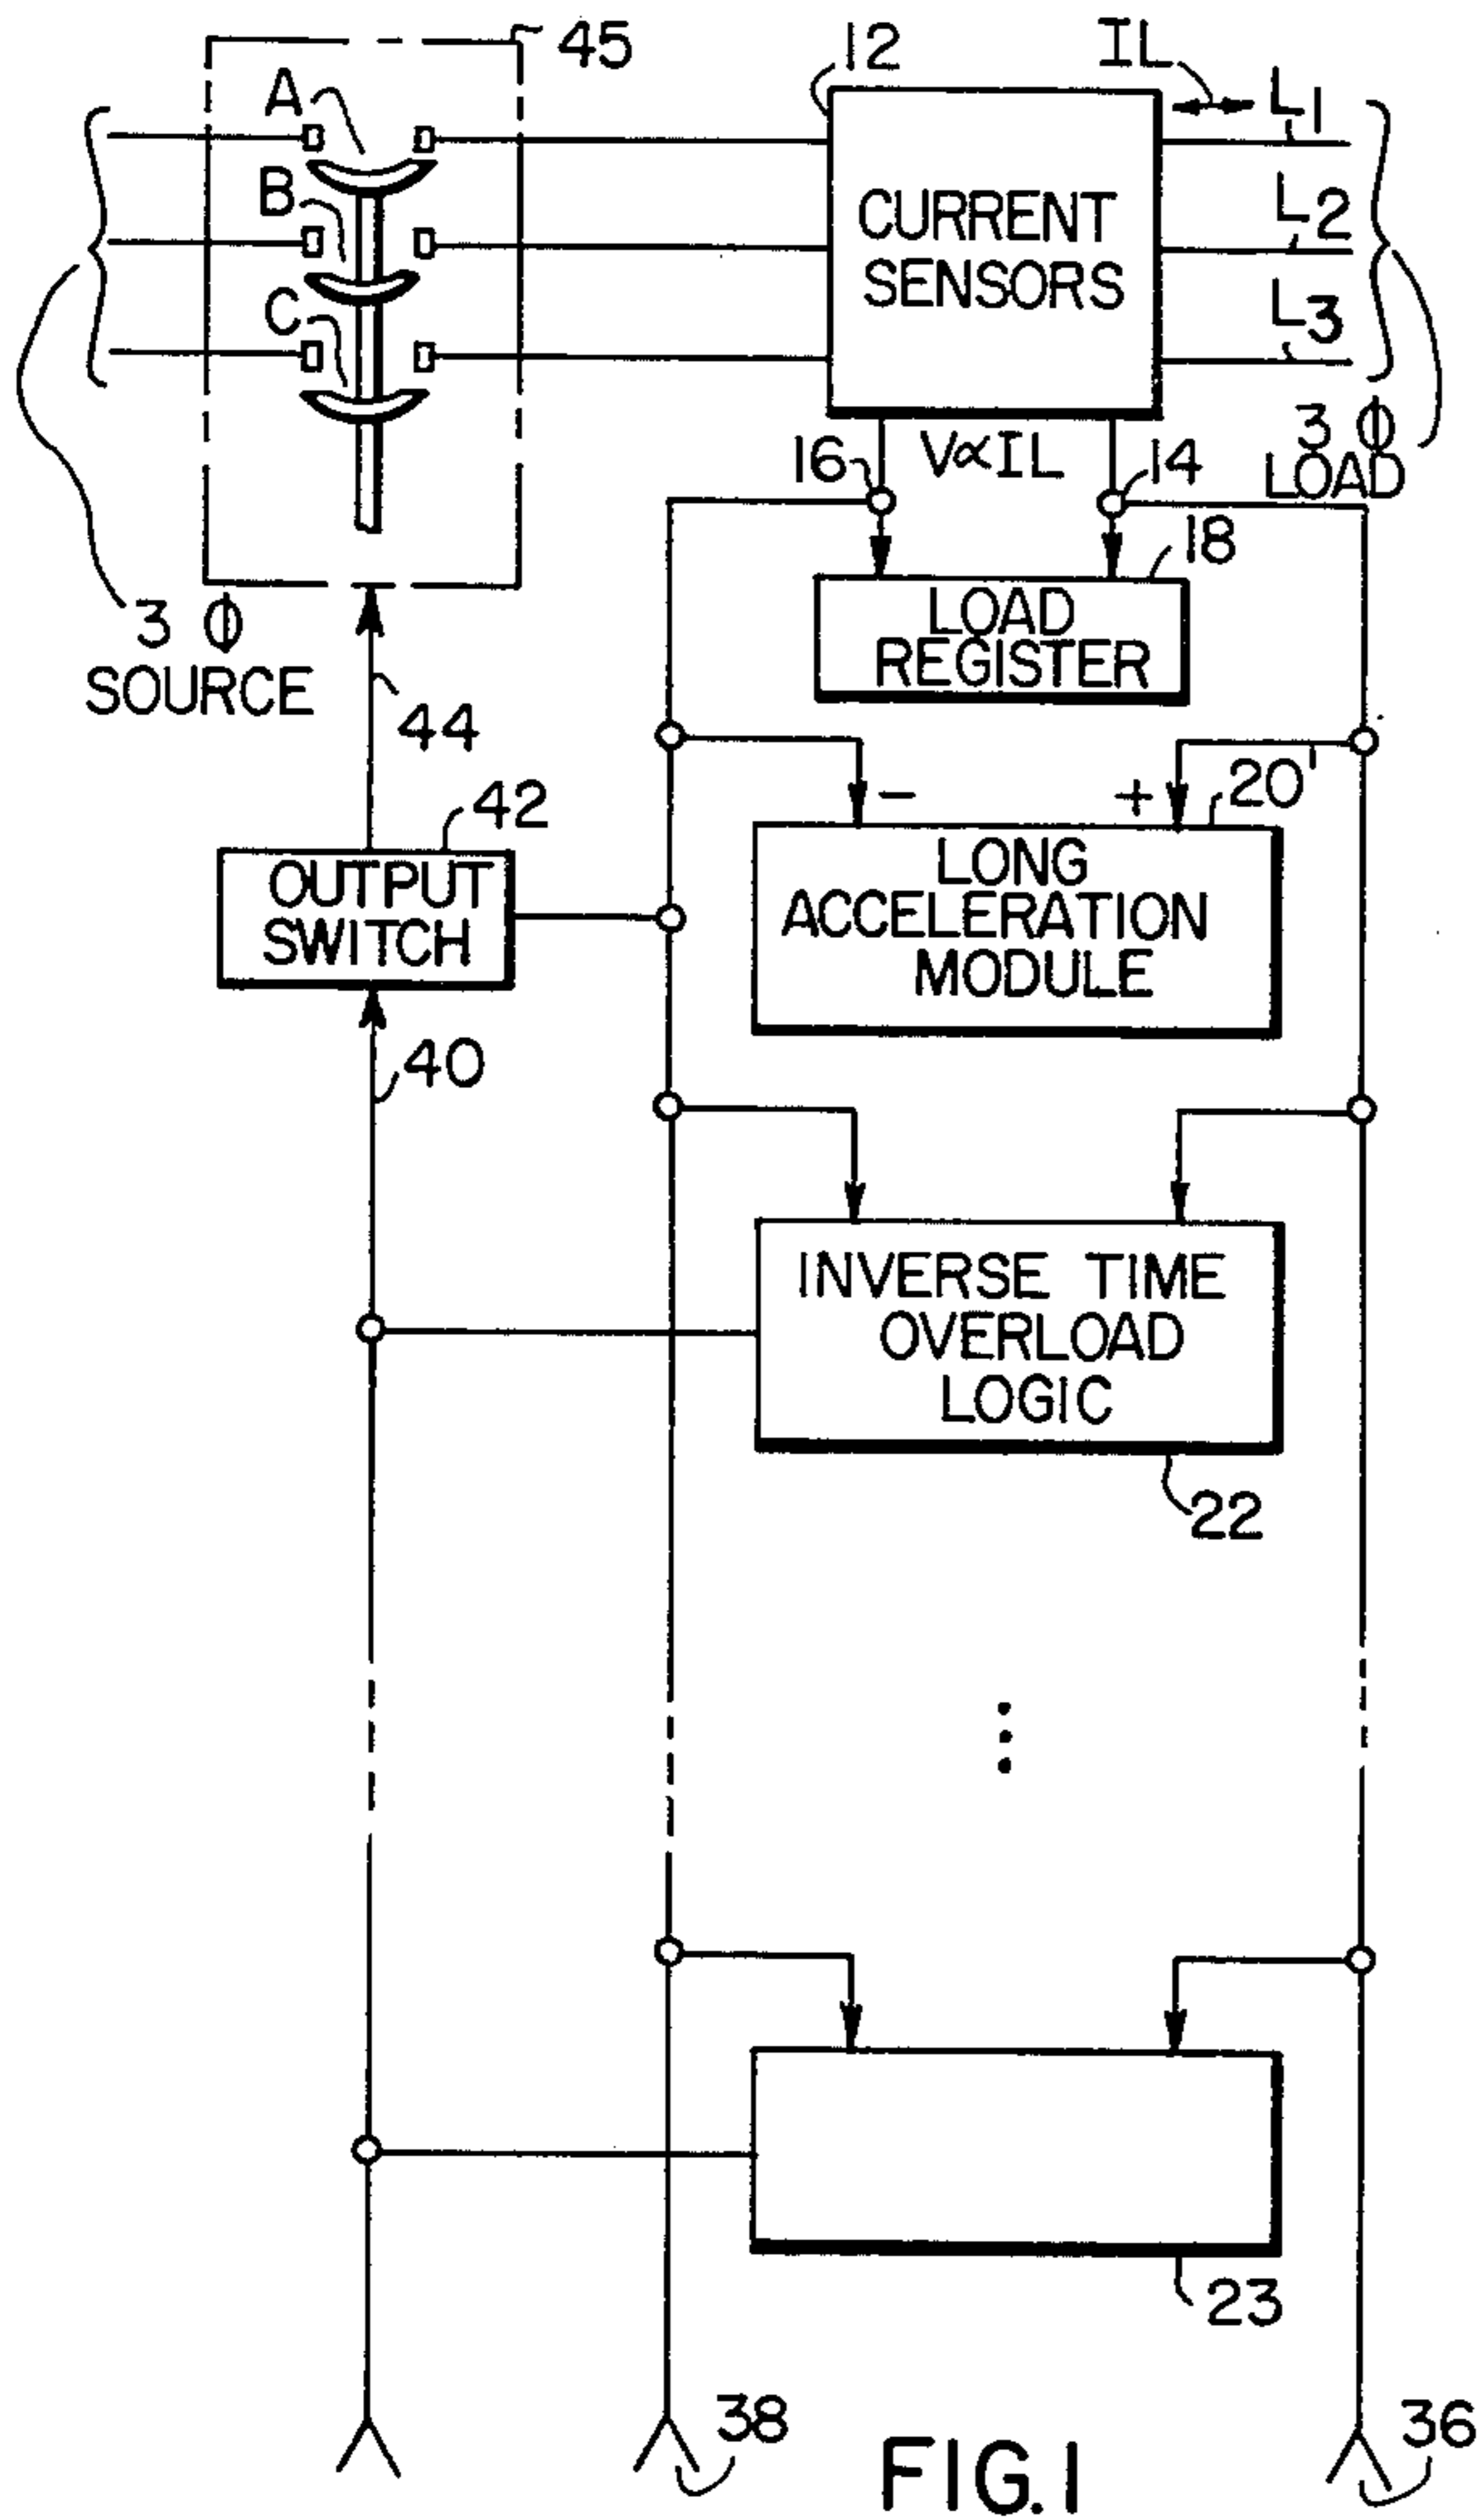 45
12
IL
L1
A
B
C
CURRENT
SENSORS
L2
L3
3 ϕ
LOAD
16
V∝IL
14
18
LOAD
REGISTER
3 ϕ
SOURCE
44
-
+
20'
42
OUTPUT
SWITCH
LONG
ACCELERATION
MODULE
40
INVERSE TIME
OVERLOAD
LOGIC
22
23
38
36
FIG.1